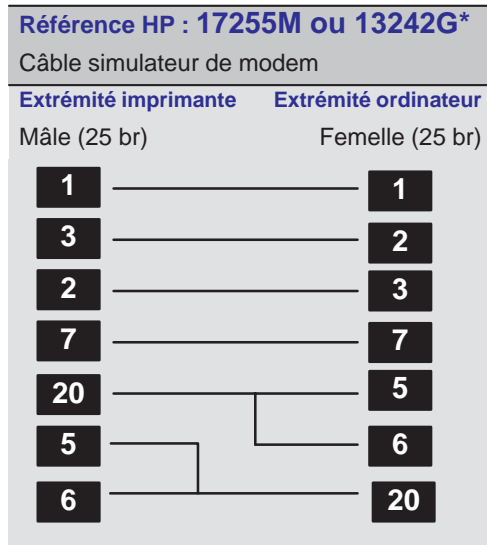 Référence HP : 17255M ou 13242G*
Câble simulateur de modem
Extrémité imprimante Extrémité ordinateur
Mâle (25 br) Femelle (25 br)
1 1
3 2
2 3
7 7
20 5
5 6
6 20